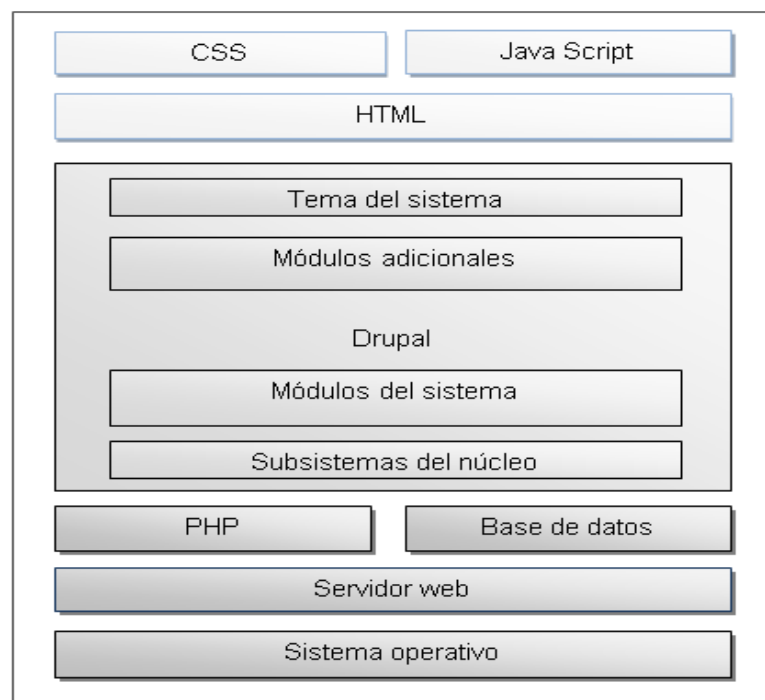 CSS
Java Script
HTML
Tema del sistema
Módulos adicionales
Drupal
Módulos del sistema
Subsistemas del núcleo
PHP
Base de datos
Servidor web
Sistema operativo